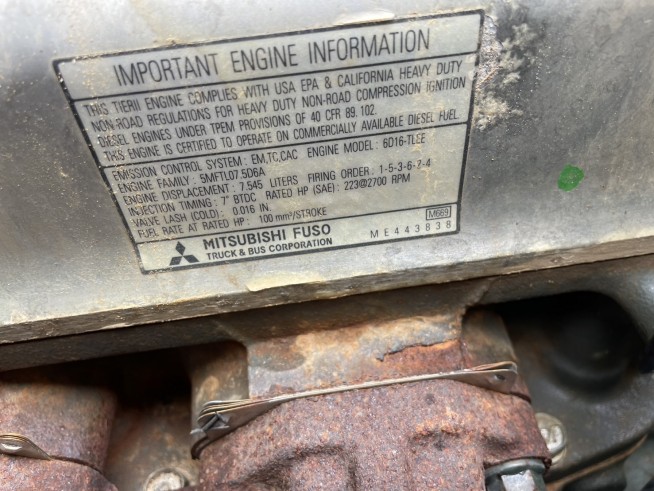 IMPORTANT ENGINE INFORMATION
THIS TIERII ENGINE COMPLIES WITH USA EPA & CALIFORNIA HEAVY DUTY
NON-ROAD REGULATIONS FOR HEAVY DUTY NON-ROAD COMPRESSION IGNITION
DIESEL ENGINES UNDER TPEM PROVISIONS OF 40 CFR 89.102.
THIS ENGINE IS CERTIFIED TO OPERATE ON COMMERCIALLY AVAILABLE DIESEL FUEL.
EMISSION CONTROL SYSTEM : EM,TC,CAC ENGINE MODEL : 6D16-TLEE
ENGINE FAMILY : 5MFTL07.5D6A
ENGINE DISPLACEMENT : 7.545 LITERS FIRING ORDER : 1-5-3-6-2-4
INJECTION TIMING : 7° BTDC RATED HP (SAE) : 223@2700 RPM
VALVE LASH (COLD) : 0.016 IN.
FUEL RATE AT RATED HP : 100 mm³/STROKE
M669
MITSUBISHI FUSO ME443838
TRUCK & BUS CORPORATION